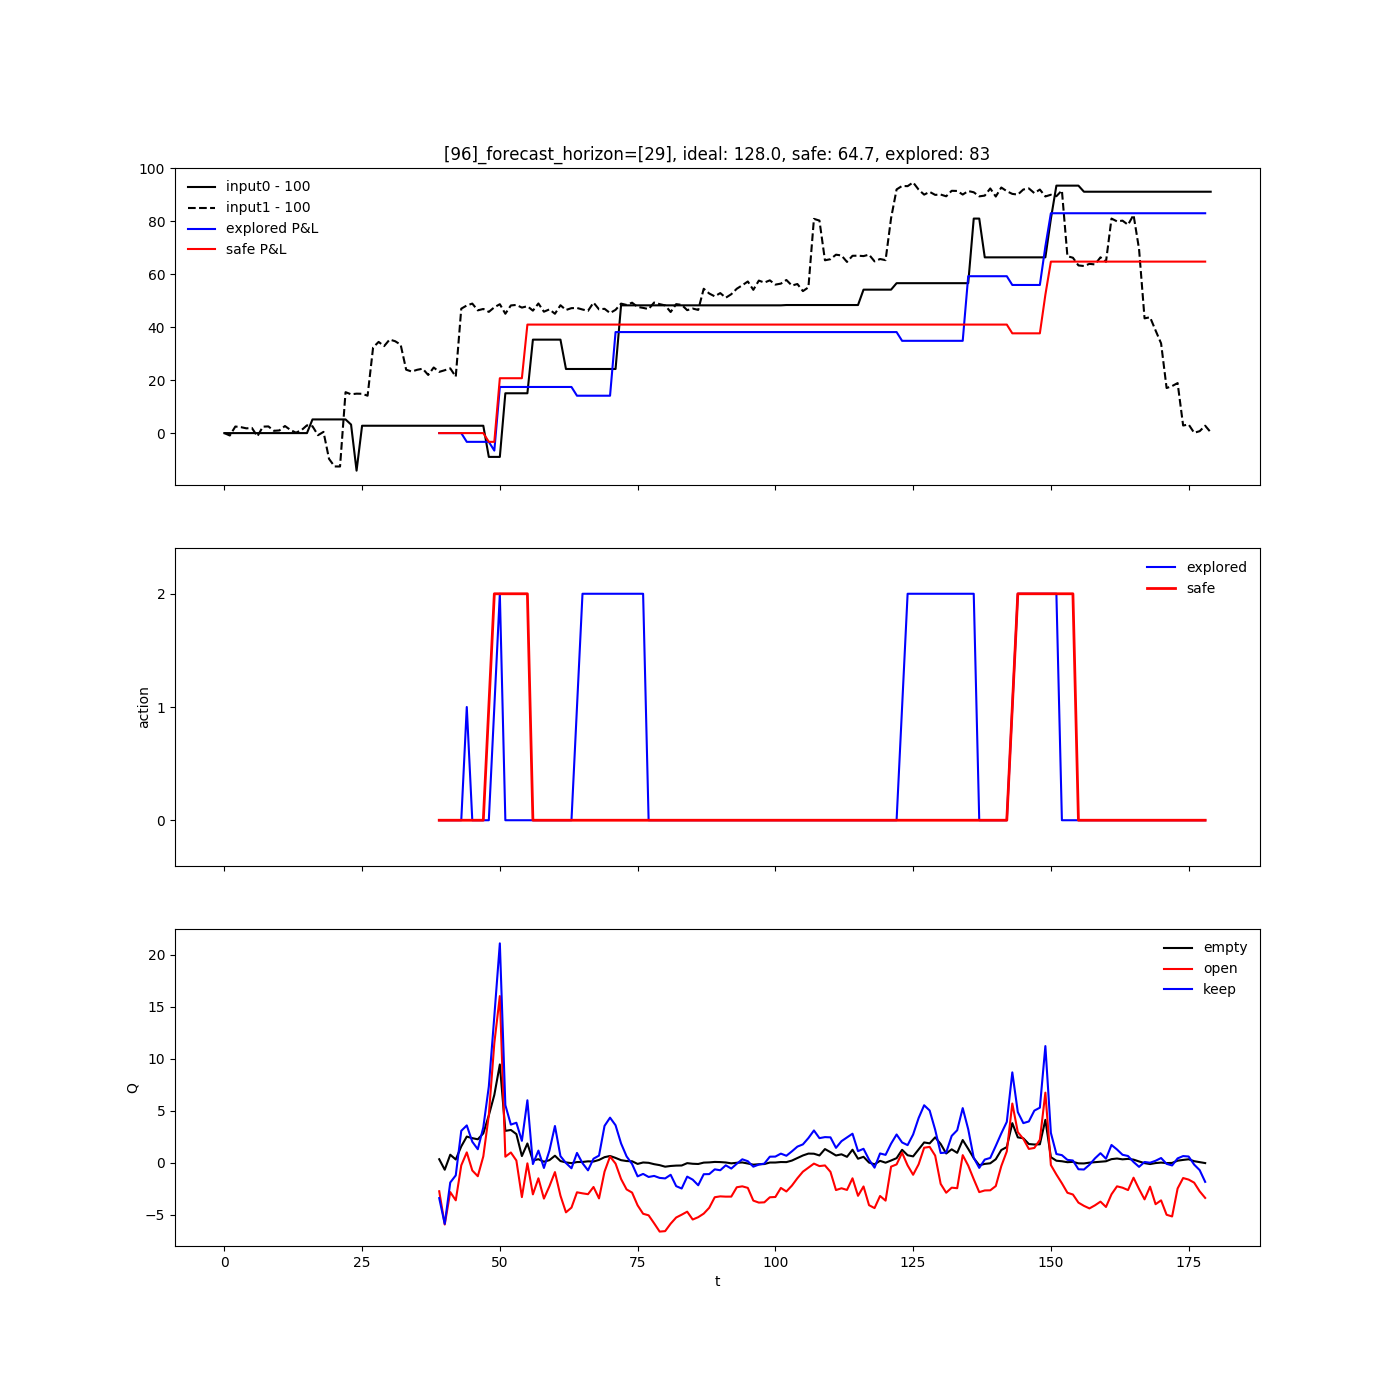 [96]_forecast_horizon=[29], ideal: 128.0, safe: 64.7, explored: 83
100
80
60
40
20
0
input0 - 100
input1 - 100
explored P&L
safe P&L
0
25
50
75
100
125
150
175
action
2
1
0
explored
safe
Q
20
15
10
5
0
−5
empty
open
keep
t